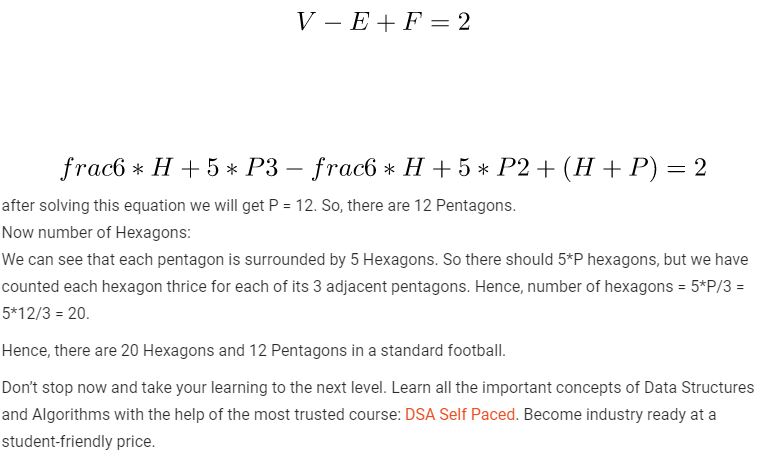 V − E + F = 2
frac6 ∗ H + 5 ∗ P3 − frac6 ∗ H + 5 ∗ P2 + (H + P) = 2
after solving this equation we will get P = 12. So, there are 12 Pentagons.
Now number of Hexagons:
We can see that each pentagon is surrounded by 5 Hexagons. So there should 5*P hexagons, but we have
counted each hexagon thrice for each of its 3 adjacent pentagons. Hence, number of hexagons = 5*P/3 =
5*12/3 = 20.
Hence, there are 20 Hexagons and 12 Pentagons in a standard football.
Don’t stop now and take your learning to the next level. Learn all the important concepts of Data Structures
and Algorithms with the help of the most trusted course: DSA Self Paced. Become industry ready at a
student-friendly price.